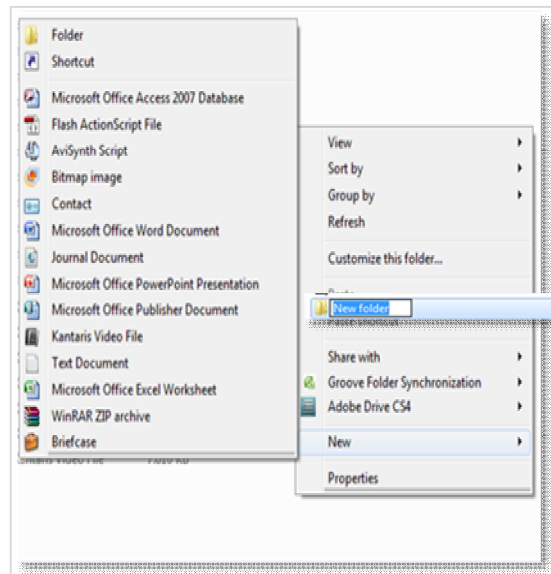 Folder
Shortcut
Microsoft Office Access 2007 Database
Flash ActionScript File
AviSynth Script
Bitmap image
Contact
Microsoft Office Word Document
Journal Document
Microsoft Office PowerPoint Presentation
Microsoft Office Publisher Document
Kantaris Video File
Text Document
Microsoft Office Excel Worksheet
WinRAR ZIP archive
Briefcase
View
Sort by
Group by
Refresh
Customize this folder...
New folder
Share with
Groove Folder Synchronization
Adobe Drive CS4
New
Properties